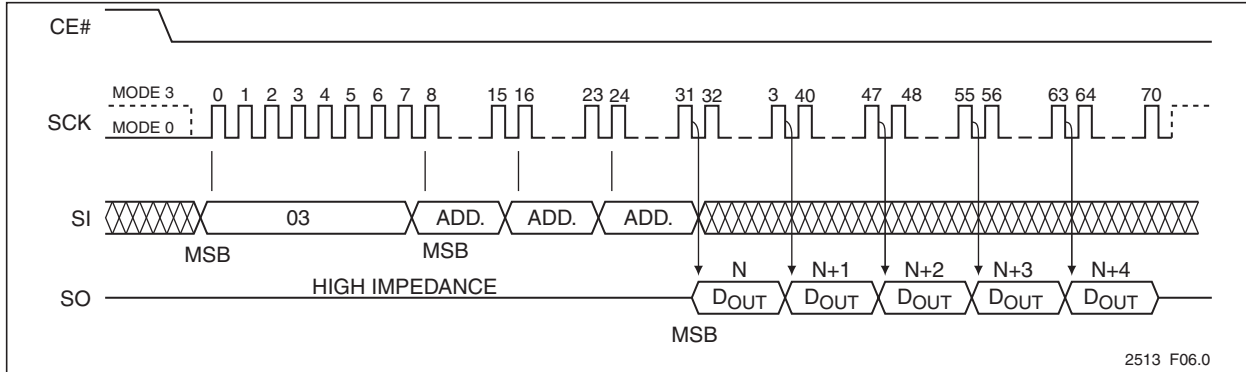 CE#
MODE 3
0 1 2 3 4 5 6 7 8 15 16 23 24 31 32 3 40 47 48 55 56 63 64 70
SCK
MODE 0
SI
03 ADD. ADD. ADD.
MSB MSB
N N+1 N+2 N+3 N+4
HIGH IMPEDANCE
SO
DOUT DOUT DOUT DOUT DOUT
MSB
2513 F06.0